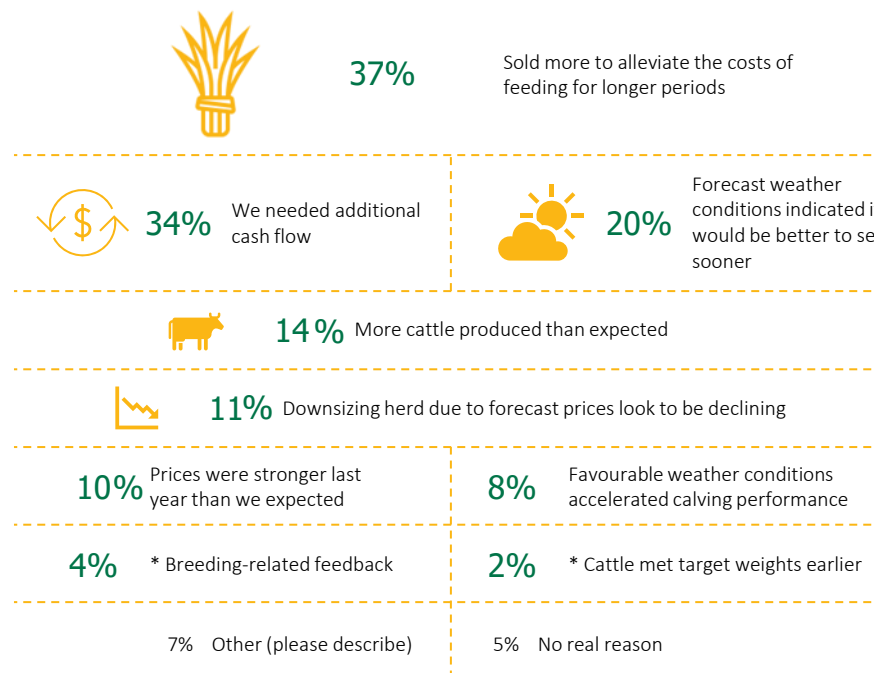 37%
Sold more to alleviate the costs of
feeding for longer periods
$
34%
We needed additional
cash flow
20%
Forecast weather
conditions indicated i
would be better to se
sooner
14%
More cattle produced than expected
11%
Downsizing herd due to forecast prices look to be declining
10%
Prices were stronger last
year than we expected
8%
Favourable weather conditions
accelerated calving performance
4%
* Breeding-related feedback
2%
* Cattle met target weights earlier
7% Other (please describe)
5% No real reason